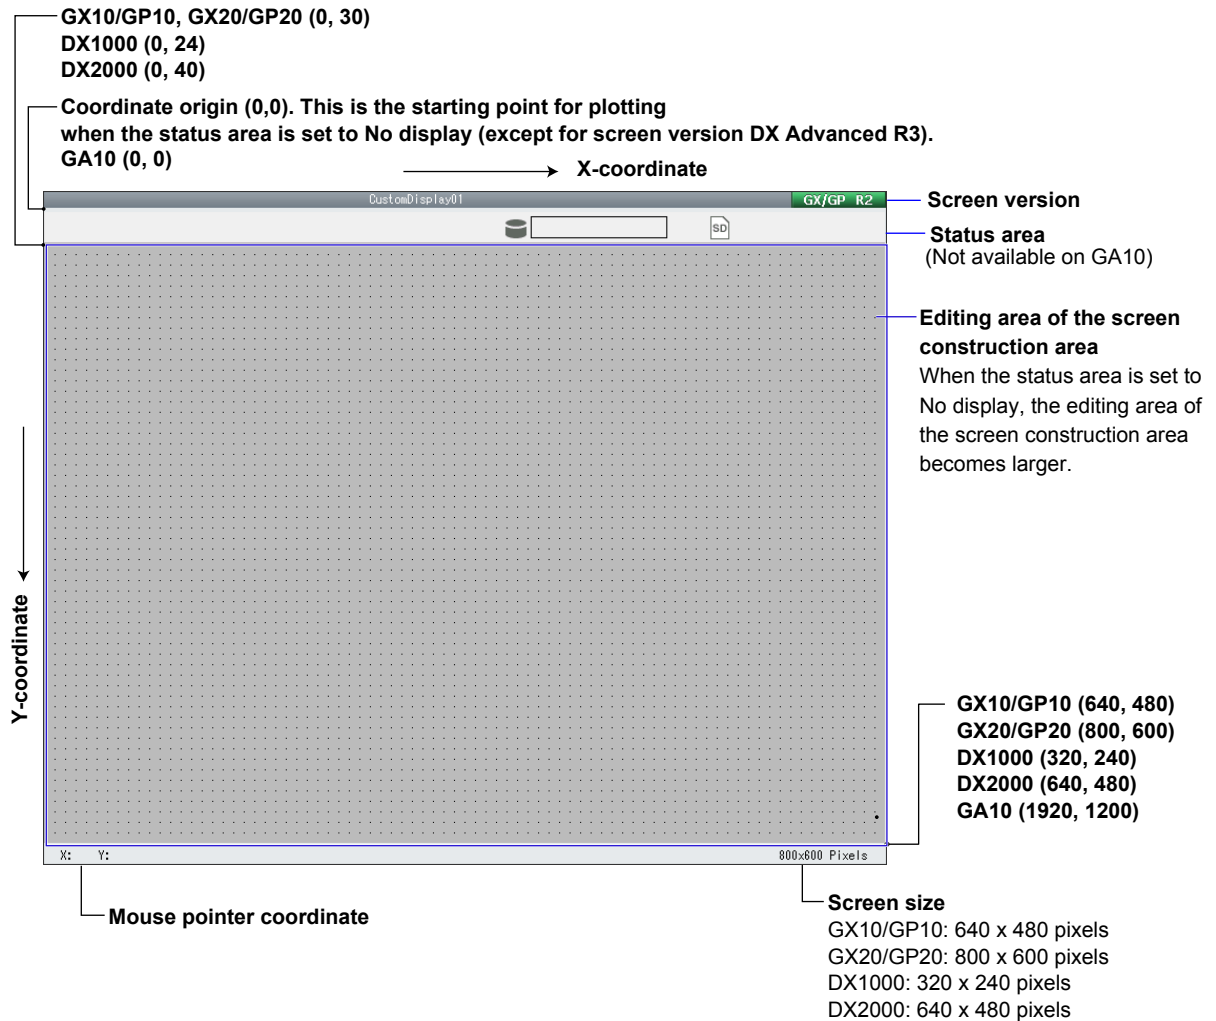 GX10/GP10, GX20/GP20 (0, 30)
DX1000 (0, 24)
DX2000 (0, 40)
Coordinate origin (0,0). This is the starting point for plotting
when the status area is set to No display (except for screen version DX Advanced R3).
GA10 (0, 0)
X-coordinate
CustomDisplay01
GX/GP R2
Screen version
SD
Status area
(Not available on GA10)
Editing area of the screen
construction area
When the status area is set to
No display, the editing area of
the screen construction area
becomes larger.
Y-coordinate
GX10/GP10 (640, 480)
GX20/GP20 (800, 600)
DX1000 (320, 240)
DX2000 (640, 480)
GA10 (1920, 1200)
X: Y:
800x600 Pixels
Mouse pointer coordinate
Screen size
GX10/GP10: 640 x 480 pixels
GX20/GP20: 800 x 600 pixels
DX1000: 320 x 240 pixels
DX2000: 640 x 480 pixels